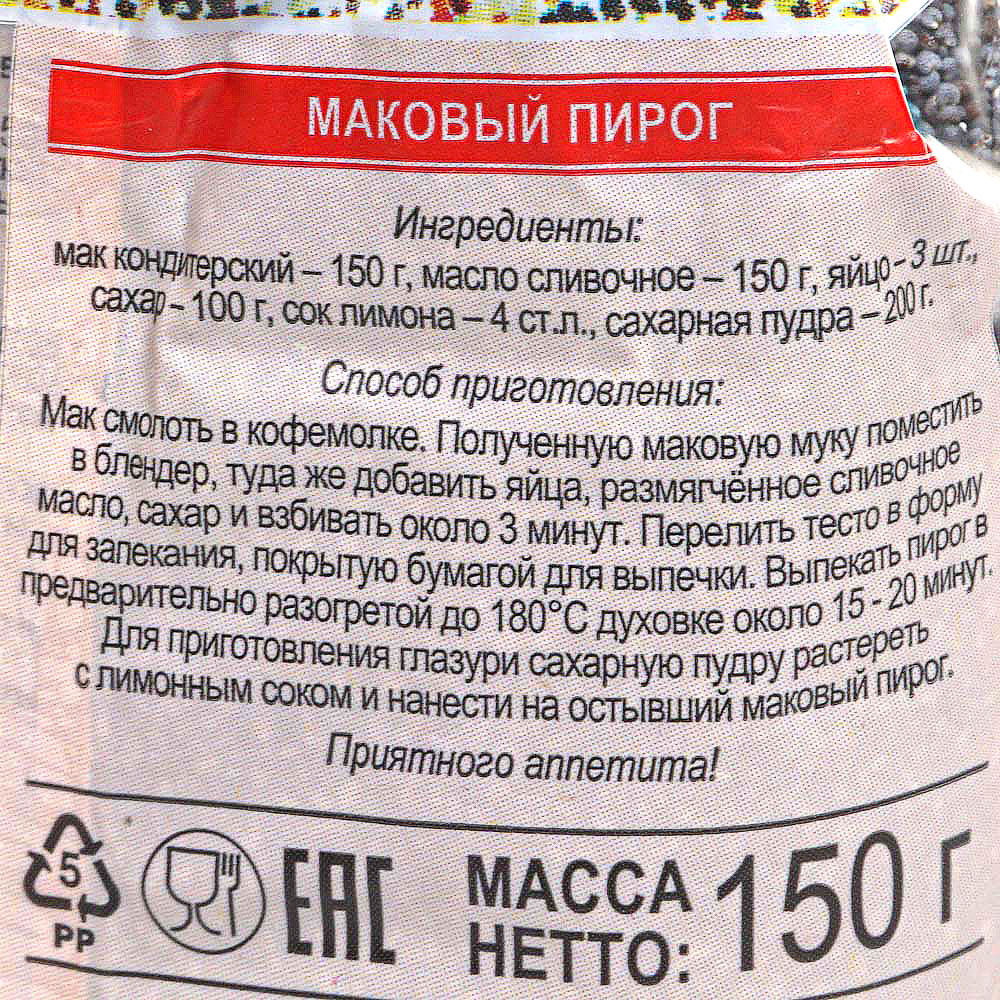 МАКОВЫЙ ПИРОГ
Ингредиенты:
мак кондитерский – 150 г, масло сливочное – 150 г, яйцо - 3 шт.,
сахар - 100 г, сок лимона – 4 ст.л., сахарная пудра – 200 г.
Способ приготовления:
Мак смолоть в кофемолке. Полученную маковую муку поместить
в блендер, туда же добавить яйца, размягчённое сливочное
масло, сахар и взбивать около 3 минут. Перелить тесто в форму
для запекания, покрытую бумагой для выпечки. Выпекать пирог в
предварительно разогретой до 180°С духовке около 15 - 20 минут.
Для приготовления глазури сахарную пудру растереть
с лимонным соком и нанести на остывший маковый пирог.
Приятного аппетита!
5
PP
EAC
МАССА
НЕТТО:
150 г